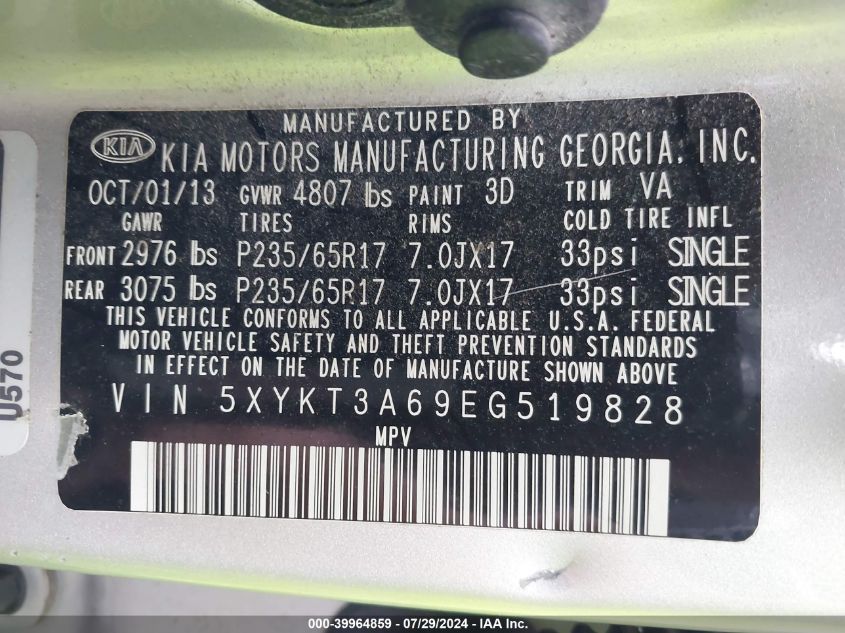 MANUFACTURED BY
KIA KIA MOTORS MANUFACTURING GEORGIA, INC.
OCT/01/13 GVWR 4807 lbs PAINT 3D TRIM VA
GAWR TIRES RIMS COLD TIRE INFL
FRONT 2976 lbs P235/65R17 7.0JX17 33psi SINGLE
REAR 3075 lbs P235/65R17 7.0JX17 33psi SINGLE
THIS VEHICLE CONFORMS TO ALL APPLICABLE U.S.A. FEDERAL
MOTOR VEHICLE SAFETY AND THEFT PREVENTION STANDARDS
IN EFFECT ON THE DATE OF MANUFACTURE SHOWN ABOVE
VIN 5XYKT3A69EG519828
MPV
U570
000-39964859 - 07/29/2024 - IAA Inc.